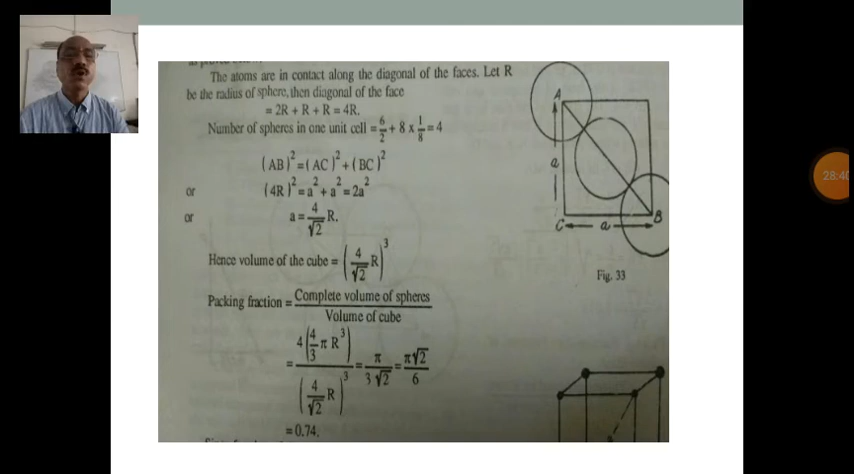 The atoms are in contact along the diagonal of the faces. Let R
be the radius of sphere, then diagonal of the face
= 2R + R + R = 4R.
Number of spheres in one unit cell = 6/2 + 8 x 1/8 = 4
(AB)² = (AC)² + (BC)²
or (4R)² = a² + a² = 2a²
or a = 4/√2 R.
Hence volume of the cube = (4/√2 R)³
Packing fraction = Complete volume of spheres / Volume of cube
= 4(4/3 π R³) / (4/√2 R)³ = π / 3√2 = π√2 / 6
= 0.74.
A
a
C a B
Fig. 33
28:40